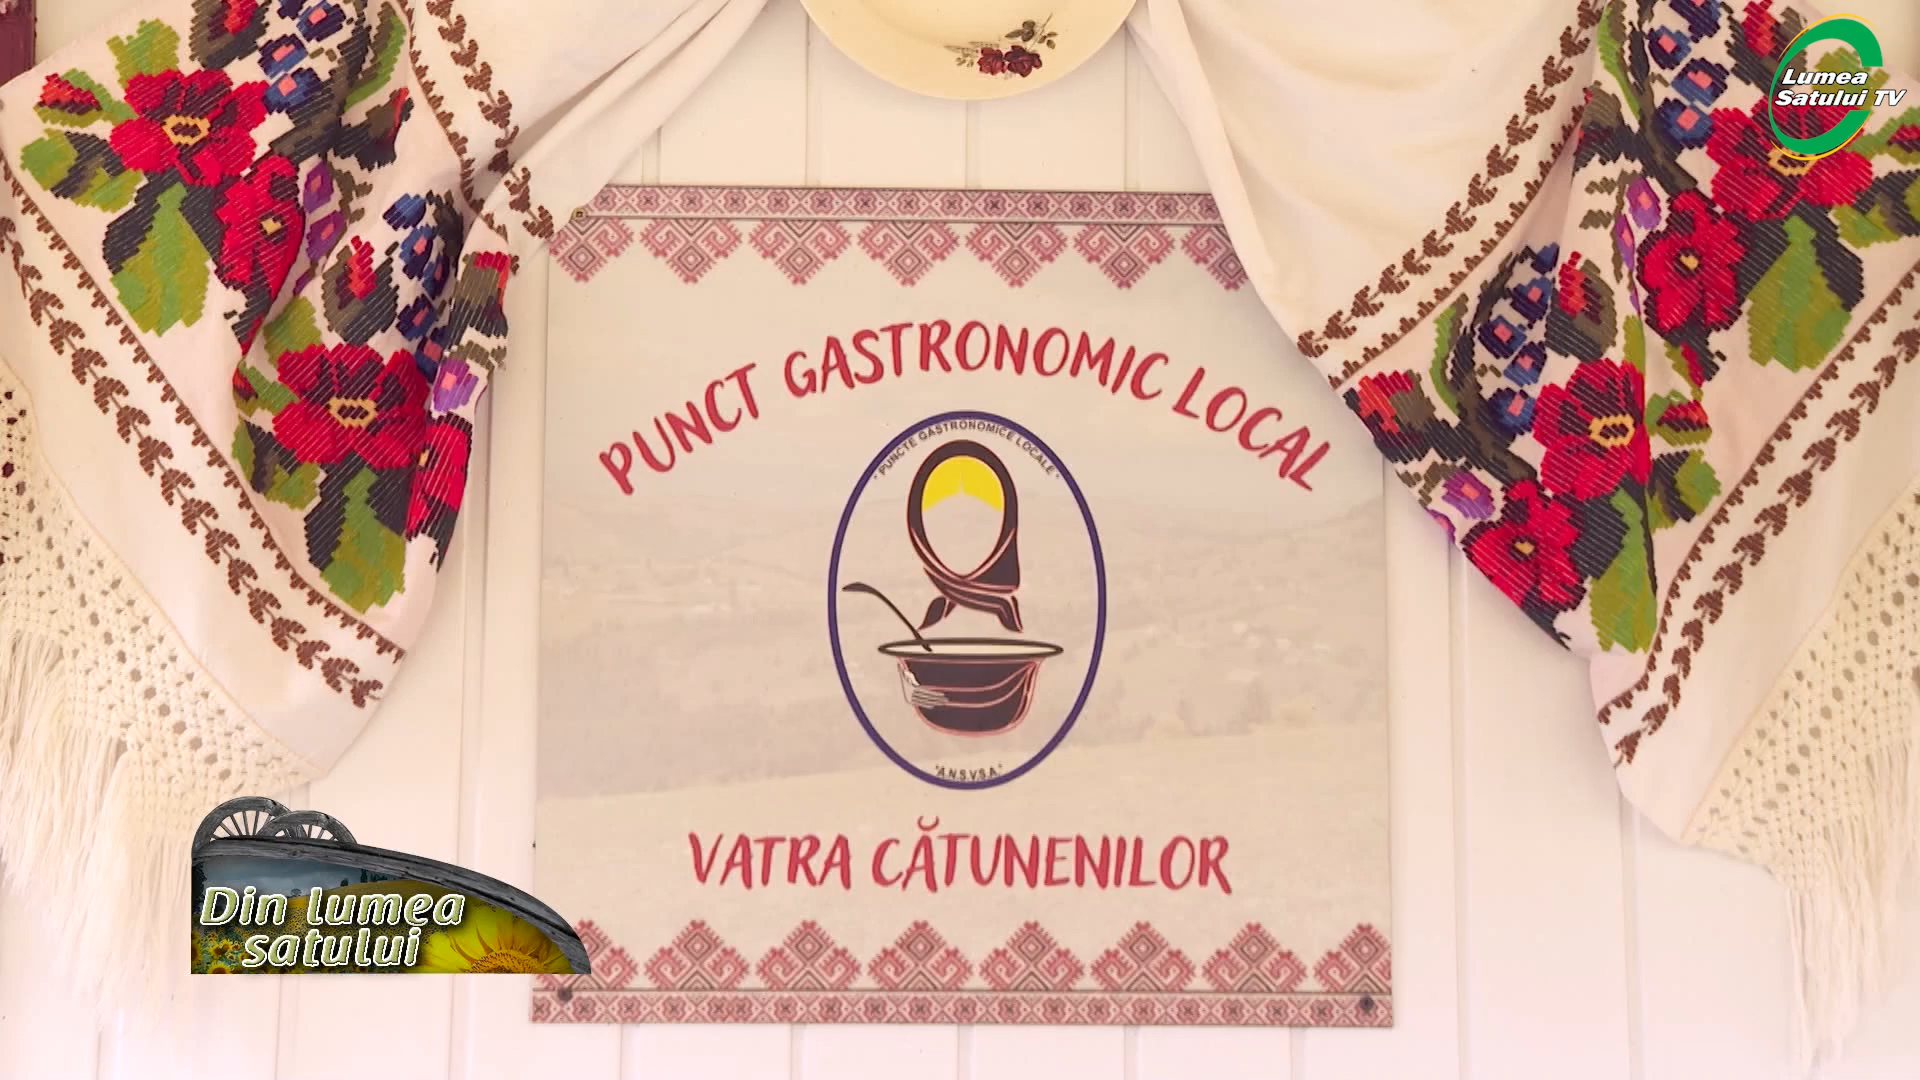 Lumea
Satului TV
PUNCT GASTRONOMIC LOCAL
* PUNCTE GASTRONOMICE LOCALE *
"A.N.S.V.S.A."
VATRA CĂTUNENILOR
Din lumea
satului